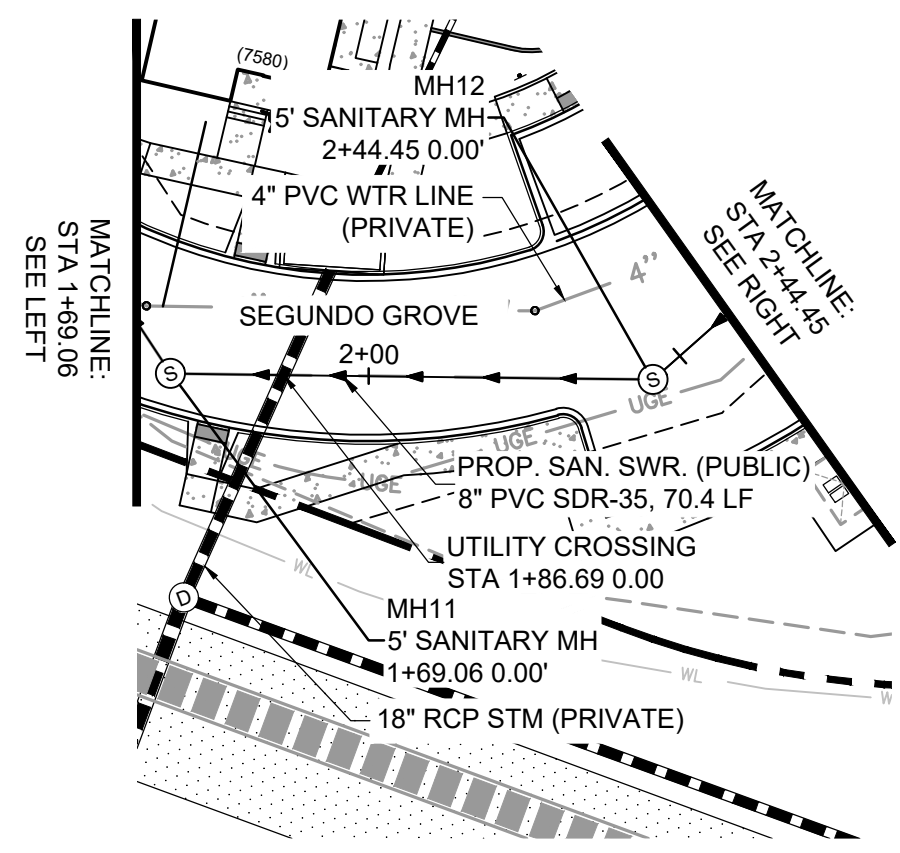 (7580)
MH12
5' SANITARY MH
2+44.45 0.00'
4" PVC WTR LINE
(PRIVATE)
4''
MATCHLINE:
STA 2+44.45
SEE RIGHT
MATCHLINE:
STA 1+69.06
SEE LEFT
SEGUNDO GROVE
2+00
S
S
UGE
UGE
UGE
UGE
PROP. SAN. SWR. (PUBLIC)
8" PVC SDR-35, 70.4 LF
UTILITY CROSSING
STA 1+86.69 0.00
WL
D
MH11
5' SANITARY MH
1+69.06 0.00'
WL
W
18" RCP STM (PRIVATE)